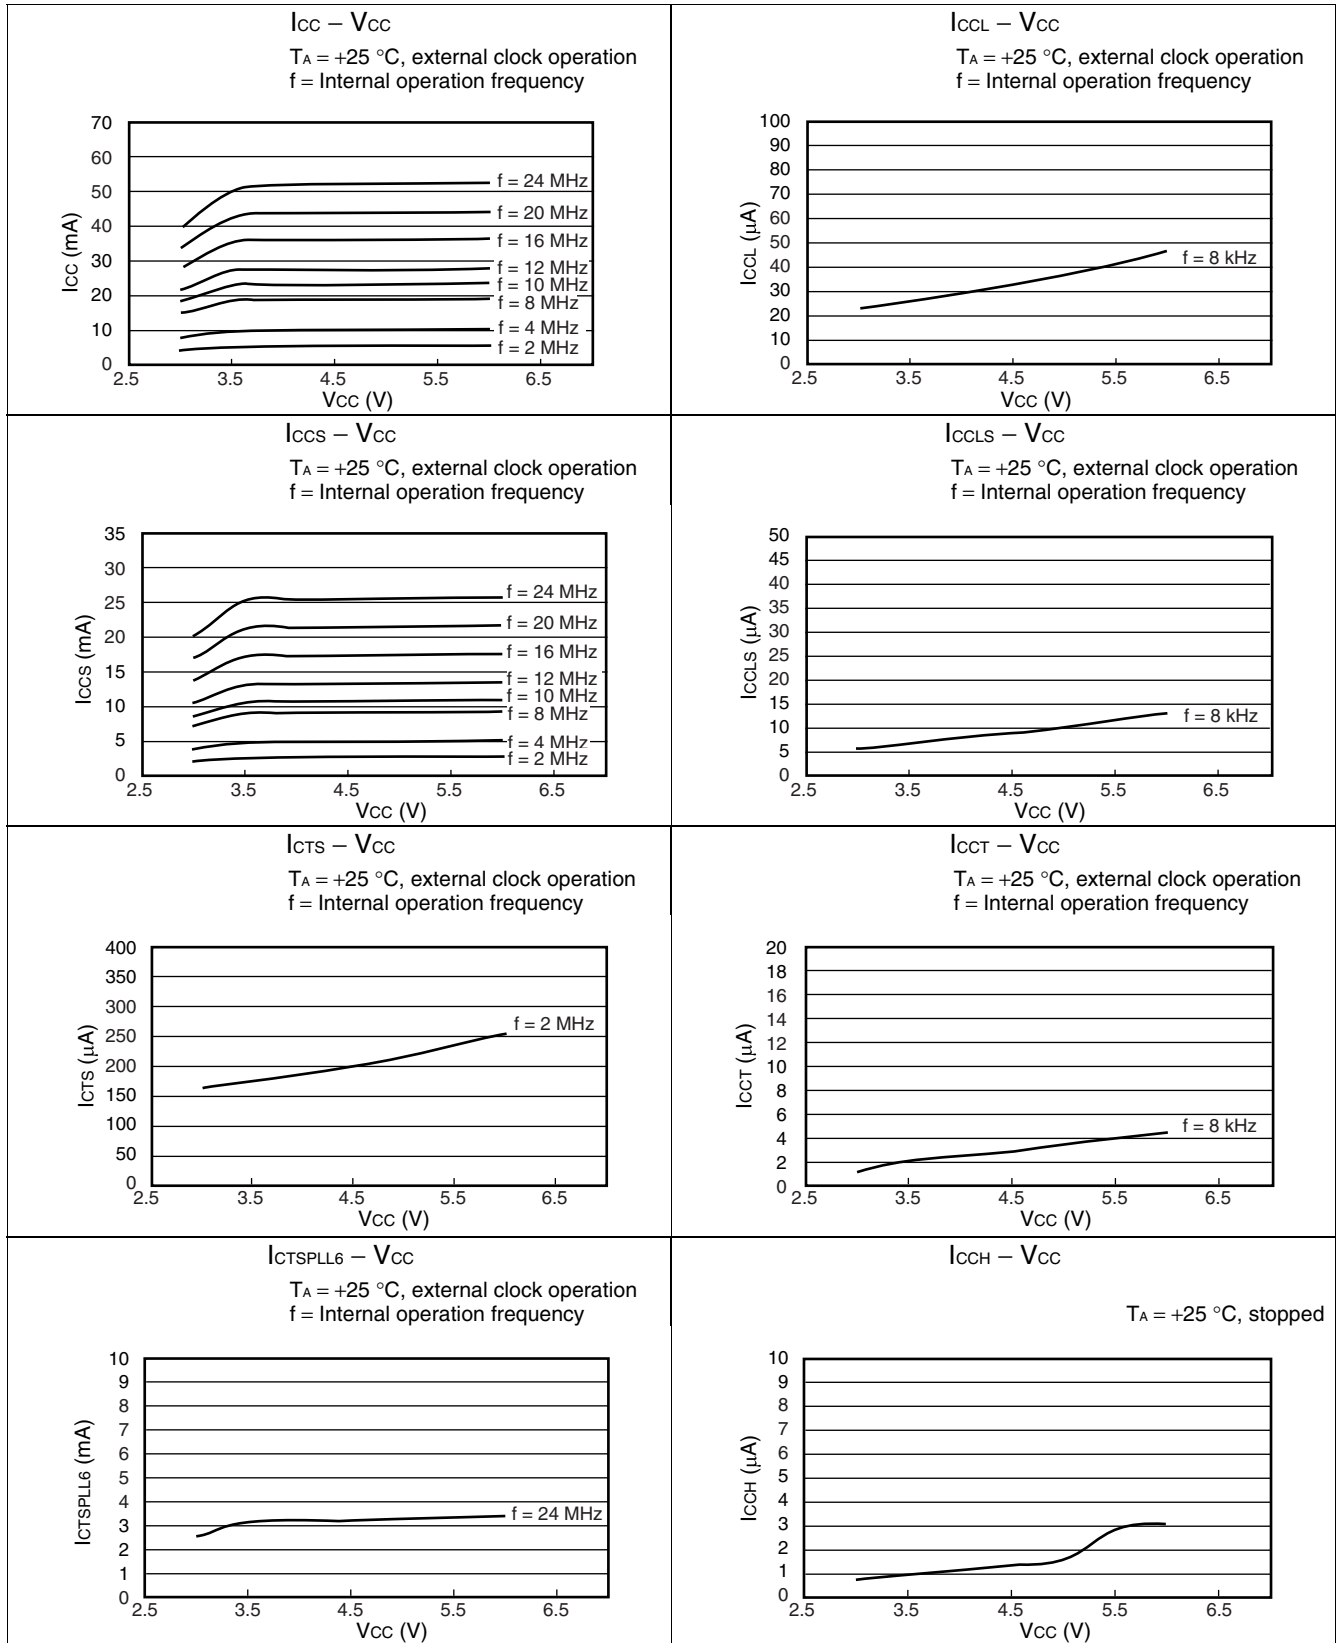 ICC – VCC
TA = +25 °C, external clock operation
f = Internal operation frequency
70
60
50
40
30
20
10
0
ICC (mA)
f = 24 MHz
f = 20 MHz
f = 16 MHz
f = 12 MHz
f = 10 MHz
f = 8 MHz
f = 4 MHz
f = 2 MHz
2.5 3.5 4.5 5.5 6.5
VCC (V)
ICCL – VCC
TA = +25 °C, external clock operation
f = Internal operation frequency
100
90
80
70
60
50
40
30
20
10
0
ICCL (µA)
f = 8 kHz
2.5 3.5 4.5 5.5 6.5
VCC (V)
ICCS – VCC
TA = +25 °C, external clock operation
f = Internal operation frequency
35
30
25
20
15
10
5
0
ICCS (mA)
f = 24 MHz
f = 20 MHz
f = 16 MHz
f = 12 MHz
f = 10 MHz
f = 8 MHz
f = 4 MHz
f = 2 MHz
2.5 3.5 4.5 5.5 6.5
VCC (V)
ICCLS – VCC
TA = +25 °C, external clock operation
f = Internal operation frequency
50
45
40
35
30
25
20
15
10
5
0
ICCLS (µA)
f = 8 kHz
2.5 3.5 4.5 5.5 6.5
VCC (V)
ICTS – VCC
TA = +25 °C, external clock operation
f = Internal operation frequency
400
350
300
250
200
150
100
50
0
ICTS (µA)
f = 2 MHz
2.5 3.5 4.5 5.5 6.5
VCC (V)
ICCT – VCC
TA = +25 °C, external clock operation
f = Internal operation frequency
20
18
16
14
12
10
8
6
4
2
0
ICCT (µA)
f = 8 kHz
2.5 3.5 4.5 5.5 6.5
VCC (V)
ICTSPLL6 – VCC
TA = +25 °C, external clock operation
f = Internal operation frequency
10
9
8
7
6
5
4
3
2
1
0
ICTSPLL6 (mA)
f = 24 MHz
2.5 3.5 4.5 5.5 6.5
VCC (V)
ICCH – VCC
TA = +25 °C, stopped
10
9
8
7
6
5
4
3
2
1
0
ICCH (µA)
2.5 3.5 4.5 5.5 6.5
VCC (V)